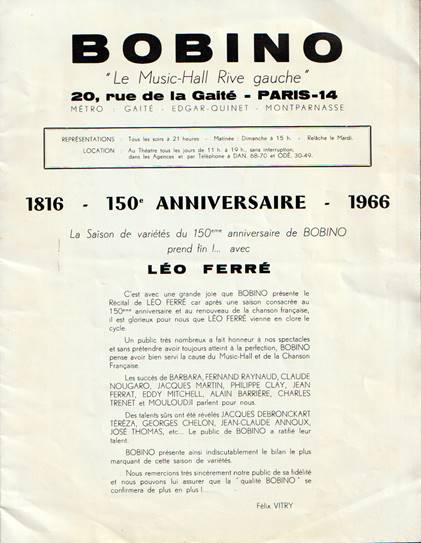 BOBINO
"Le Music-Hall Rive gauche"
20, rue de la Gaité - PARIS-14
MÉTRO : GAITÉ - EDGAR-QUINET - MONTPARNASSE
REPRÉSENTATIONS : Tous les soirs à 21 heures - Matinée : Dimanche à 15 h. - Relâche le Mardi.
LOCATION : Au Théatre tous les jours de 11 h. à 19 h., sans interruption,
dans les Agences et par Téléphone à DAN. 68-70 et ODÉ. 30-49.
1816 - 150e ANNIVERSAIRE - 1966
La Saison de variétés du 150ème anniversaire de BOBINO
prend fin !... avec
LÉO FERRÉ
C'est avec une grande joie que BOBINO présente le
Récital de LÉO FERRÉ car après une saison consacrée au
150ème anniversaire et au renouveau de la chanson française,
il est glorieux pour nous que LÉO FERRÉ vienne en clore le
cycle.
Un public très nombreux a fait honneur à nos spectacles
et sans prétendre avoir toujours atteint à la perfection, BOBINO
pense avoir bien servi la cause du Music-Hall et de la Chanson
Française.
Les succès de BARBARA, FERNAND RAYNAUD, CLAUDE
NOUGARO, JACQUES MARTIN, PHILIPPE CLAY, JEAN
FERRAT, EDDY MITCHELL, ALAIN BARRIÈRE, CHARLES
TRENET et MOULOUDJI parlent pour nous.
Des talents sûrs ont été révélés JACQUES DEBRONCKART
TÉRÉZA, GEORGES CHELON, JEAN-CLAUDE ANNOUX,
JOSÉ THOMAS, etc... Le public de BOBINO a ratifié leur
talent.
BOBINO présente ainsi indiscutablement le bilan le plus
marquant de cette saison de variétés.
Nous remercions très sincèrement notre public de sa fidélité
et nous pouvons lui assurer que la "qualité BOBINO" se
confirmera de plus en plus !...
Félix VITRY